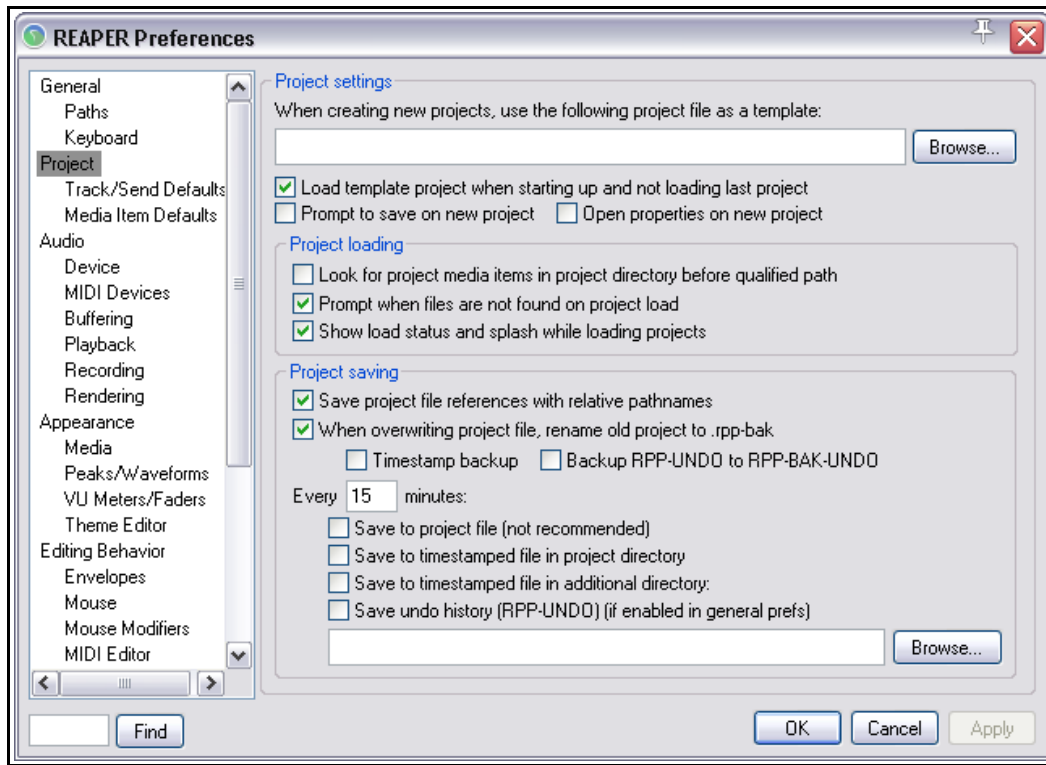 REAPER Preferences
General
Paths
Keyboard
Project
Track/Send Defaults
Media Item Defaults
Audio
Device
MIDI Devices
Buffering
Playback
Recording
Rendering
Appearance
Media
Peaks/Waveforms
VU Meters/Faders
Theme Editor
Editing Behavior
Envelopes
Mouse
Mouse Modifiers
MIDI Editor
Find
Project settings
When creating new projects, use the following project file as a template:
Browse...
Load template project when starting up and not loading last project
Prompt to save on new project Open properties on new project
Project loading
Look for project media items in project directory before qualified path
Prompt when files are not found on project load
Show load status and splash while loading projects
Project saving
Save project file references with relative pathnames
When overwriting project file, rename old project to .rpp-bak
Timestamp backup Backup RPP-UNDO to RPP-BAK-UNDO
Every 15 minutes:
Save to project file (not recommended)
Save to timestamped file in project directory
Save to timestamped file in additional directory:
Save undo history (RPP-UNDO) (if enabled in general prefs)
Browse...
OK Cancel Apply